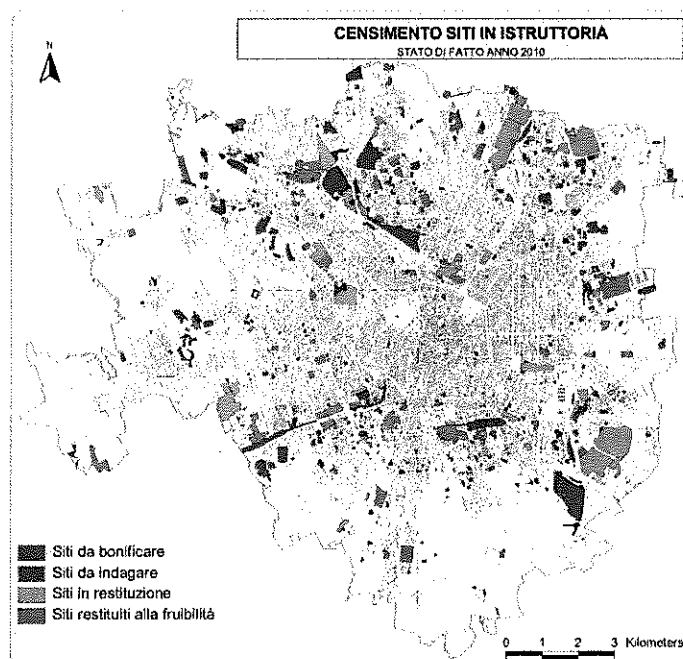 CENSIMENTO SITI IN ISTRUTTORIA
STATO DI FATTO ANNO 2010
N
Siti da bonificare
Siti da indagare
Siti in restituzione
Siti restituiti alla fruibilità
0 1 2 3 Kilometers